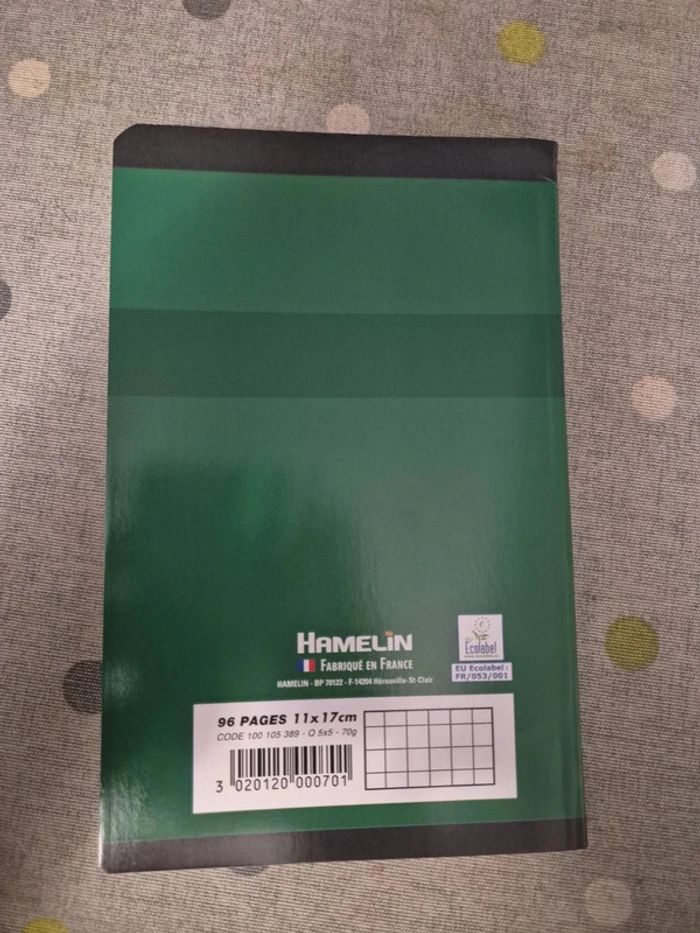 HAMELIN
FABRIQUÉ EN FRANCE
HAMELIN - BP 70122 - F-14204 Hérouville-St-Clair
Ecolabel
EU Ecolabel :
FR/053/001
96 PAGES 11x17cm
CODE 100 105 389 - Q 5x5 - 70g
3 020120 000701